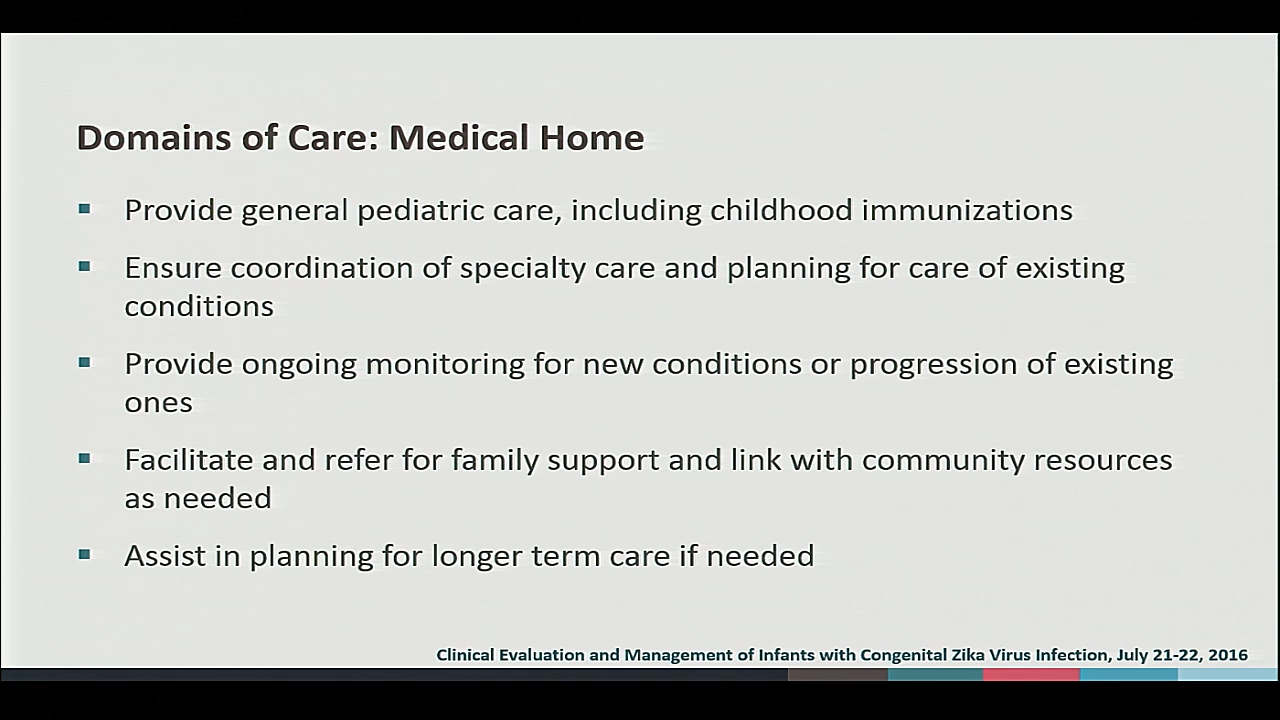 Domains of Care: Medical Home
▪ Provide general pediatric care, including childhood immunizations
▪ Ensure coordination of specialty care and planning for care of existing
conditions
▪ Provide ongoing monitoring for new conditions or progression of existing
ones
▪ Facilitate and refer for family support and link with community resources
as needed
▪ Assist in planning for longer term care if needed
Clinical Evaluation and Management of Infants with Congenital Zika Virus Infection, July 21-22, 2016